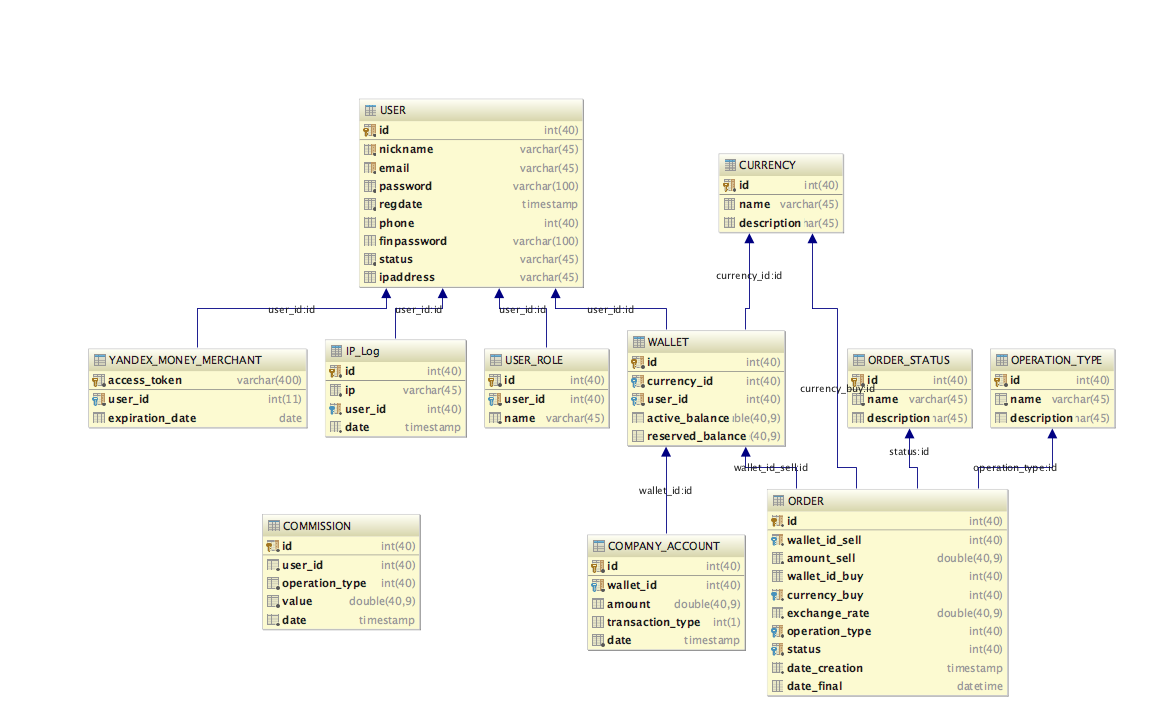 USER
id int(40)
nickname varchar(45)
email varchar(45)
password varchar(100)
regdate timestamp
phone int(40)
finpassword varchar(100)
status varchar(45)
ipaddress varchar(45)
CURRENCY
id int(40)
name varchar(45)
description har(45)
currency_id:id
user_id:id
user_id:id
user_id:id
user_id:id
YANDEX_MONEY_MERCHANT
access_token varchar(400)
user_id int(11)
expiration_date date
IP_Log
id int(40)
ip varchar(45)
user_id int(40)
date timestamp
USER_ROLE
id int(40)
user_id int(40)
name varchar(45)
WALLET
id int(40)
currency_id int(40)
user_id int(40)
active_balance ble(40,9)
reserved_balance (40,9)
currency_buy:id
ORDER_STATUS
id int(40)
name varchar(45)
description har(45)
OPERATION_TYPE
id int(40)
name varchar(45)
description har(45)
status:id
wallet_id_sell:id
operation_type:id
wallet_id:id
COMMISSION
id int(40)
user_id int(40)
operation_type int(40)
value double(40,9)
date timestamp
COMPANY_ACCOUNT
id int(40)
wallet_id int(40)
amount double(40,9)
transaction_type int(1)
date timestamp
ORDER
id int(40)
wallet_id_sell int(40)
amount_sell double(40,9)
wallet_id_buy int(40)
currency_buy int(40)
exchange_rate double(40,9)
operation_type int(40)
status int(40)
date_creation timestamp
date_final datetime